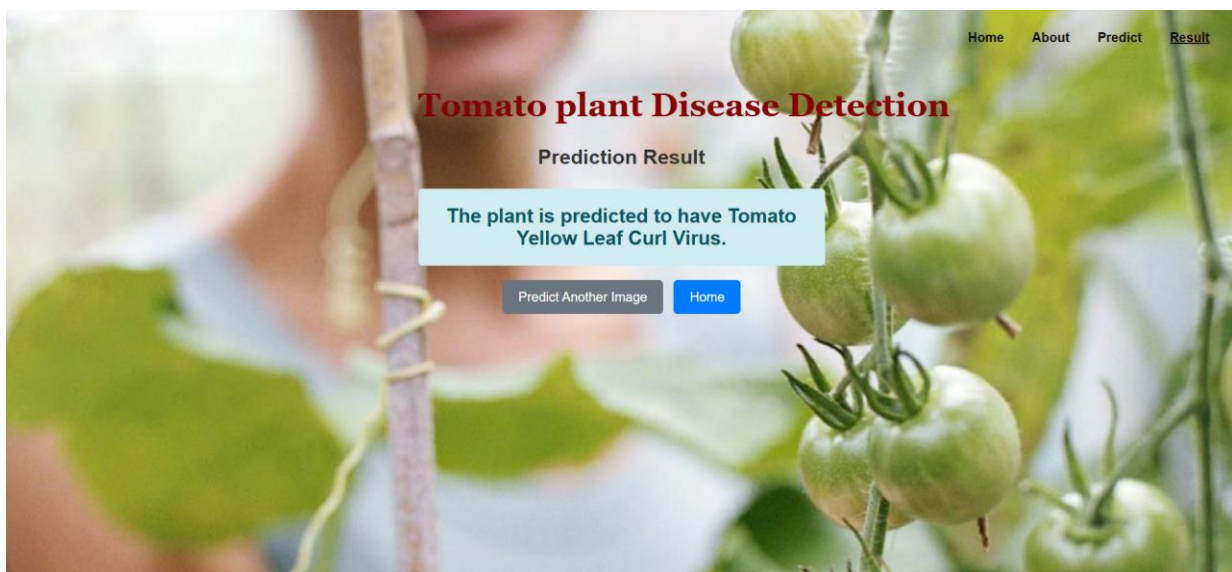 Home About Predict Result
Tomato plant Disease Detection
Prediction Result
The plant is predicted to have Tomato
Yellow Leaf Curl Virus.
Predict Another Image Home